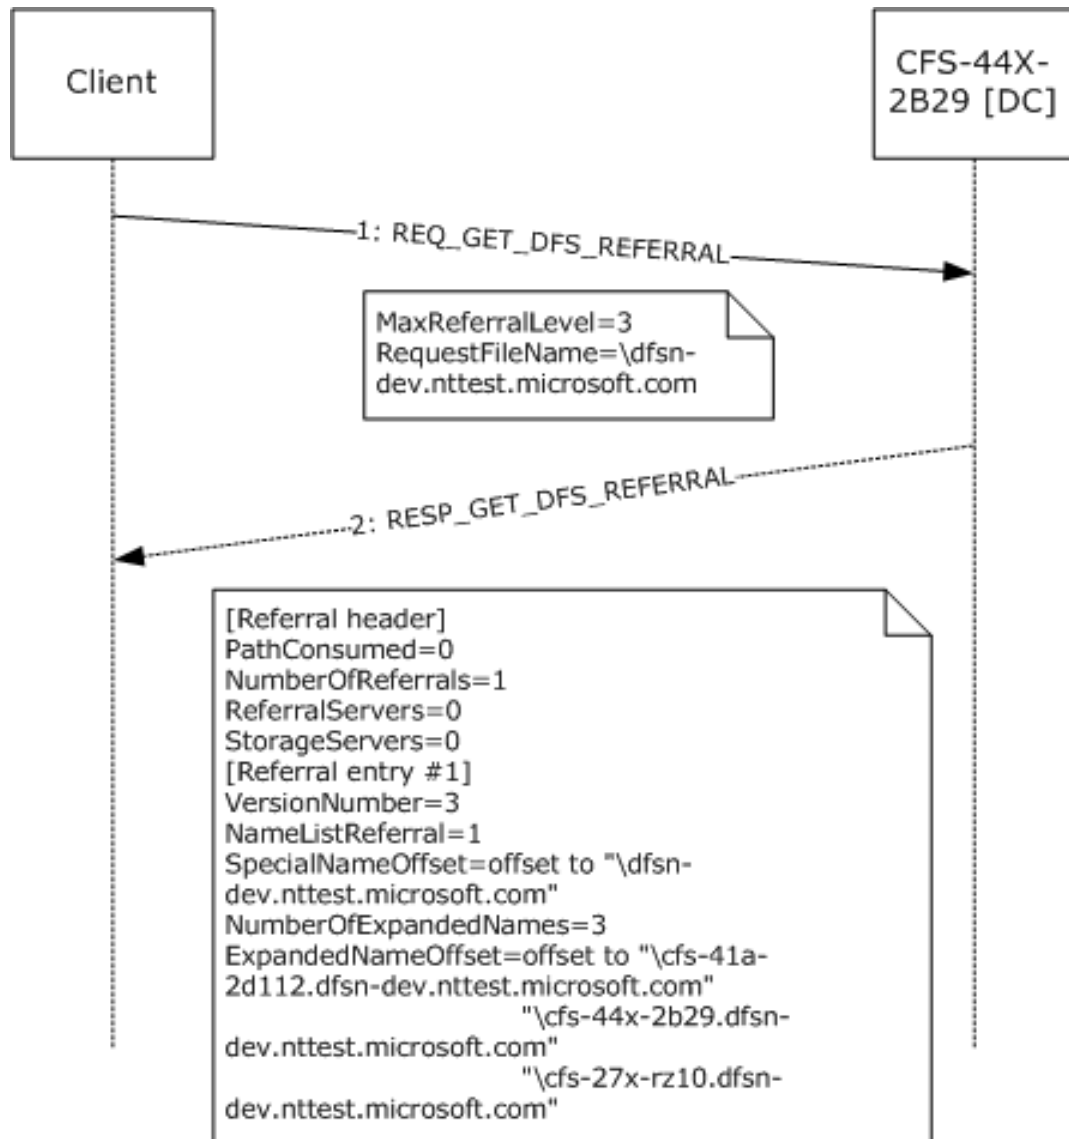 Client
CFS-44X-
2B29 [DC]
1: REQ_GET_DFS_REFERRAL
MaxReferralLevel=3
RequestFileName=\dfsn-
dev.nttest.microsoft.com
2: RESP_GET_DFS_REFERRAL
[Referral header]
PathConsumed=0
NumberOfReferrals=1
ReferralServers=0
StorageServers=0
[Referral entry #1]
VersionNumber=3
NameListReferral=1
SpecialNameOffset=offset to "\dfsn-
dev.nttest.microsoft.com"
NumberOfExpandedNames=3
ExpandedNameOffset=offset to "\cfs-41a-
2d112.dfsn-dev.nttest.microsoft.com"
"\cfs-44x-2b29.dfsn-
dev.nttest.microsoft.com"
"\cfs-27x-rz10.dfsn-
dev.nttest.microsoft.com"